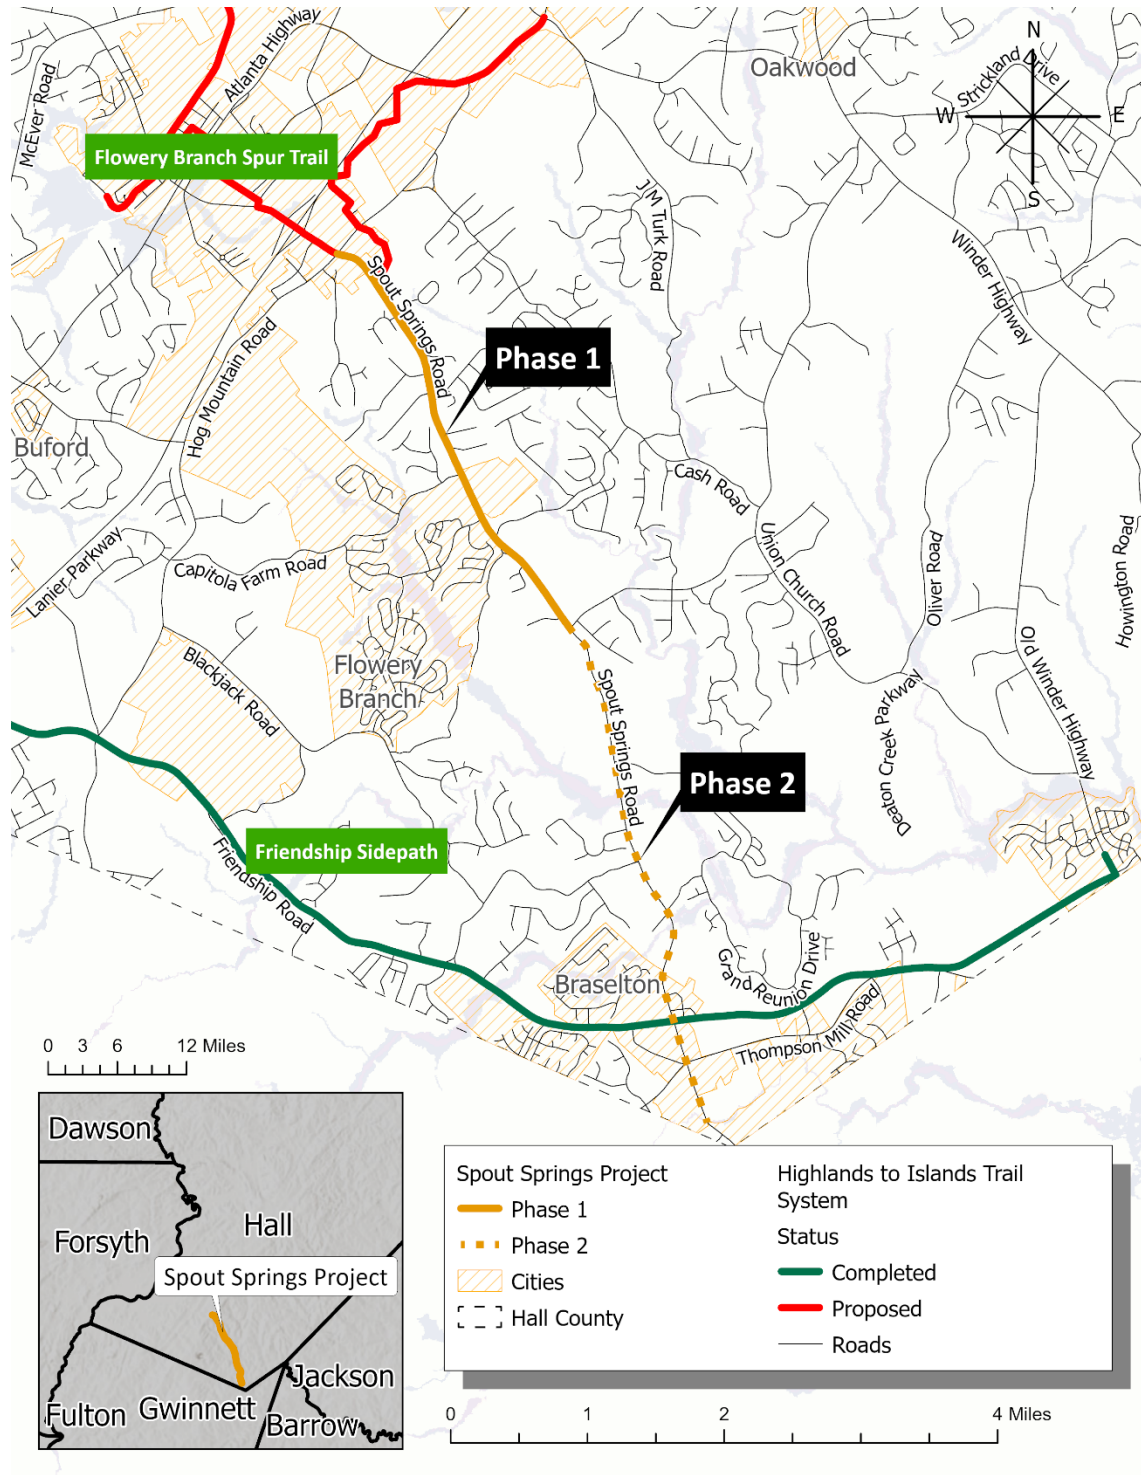 Oakwood
N
W
E
S
Strickland Drive
Atlanta Highway
McEver Road
Flowery Branch Spur Trail
J M Turk Road
Winder Highway
Spout Springs Road
Phase 1
Hog Mountain Road
Buford
Cash Road
Lanier Parkway
Capitola Farm Road
Union Church Road
Oliver Road
Howington Road
Old Winder Highway
Flowery
Branch
Blackjack Road
Spout Springs Road
Deaton Creek Parkway
Phase 2
Friendship Sidepath
Friendship Road
Braselton
Grand Reunion Drive
Thompson Mill Road
0 3 6 12 Miles
Dawson
Forsyth
Hall
Spout Springs Project
Jackson
Gwinnett
Fulton
Barrow
Spout Springs Project
Phase 1
Phase 2
Cities
Hall County
Highlands to Islands Trail
System
Status
Completed
Proposed
Roads
0 1 2 4 Miles